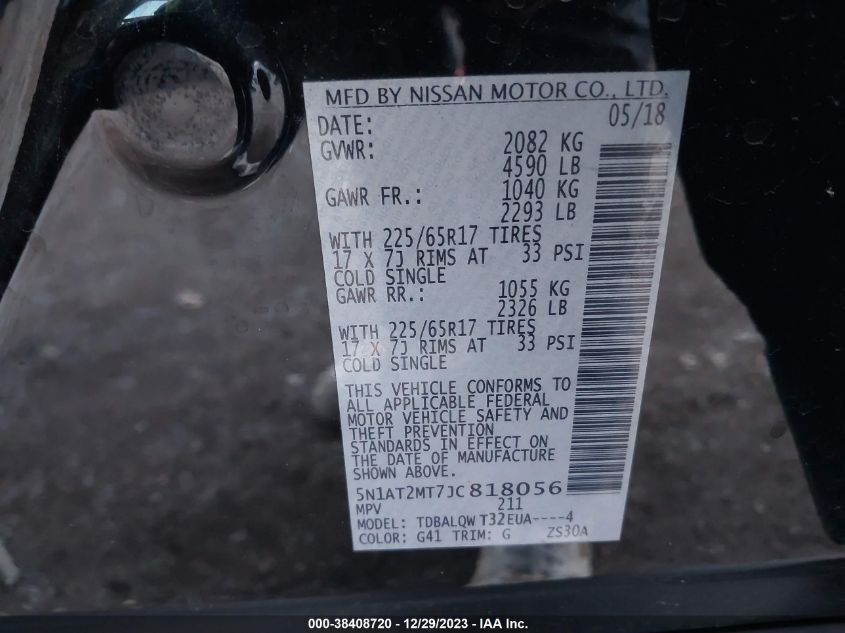 MFD BY NISSAN MOTOR CO., LTD.
DATE: 05/18
GVWR: 2082 KG
4590 LB
GAWR FR.: 1040 KG
2293 LB
WITH 225/65R17 TIRES
17 X 7J RIMS AT 33 PSI
COLD SINGLE
GAWR RR.: 1055 KG
2326 LB
WITH 225/65R17 TIRES
17 X 7J RIMS AT 33 PSI
COLD SINGLE
THIS VEHICLE CONFORMS TO
ALL APPLICABLE FEDERAL
MOTOR VEHICLE SAFETY AND
THEFT PREVENTION
STANDARDS IN EFFECT ON
THE DATE OF MANUFACTURE
SHOWN ABOVE.
5N1AT2MT7JC818056
MPV 211
MODEL: TDBALQW T32EUA----4
COLOR: G41 TRIM: G ZS30A
000-38408720 - 12/29/2023 - IAA Inc.